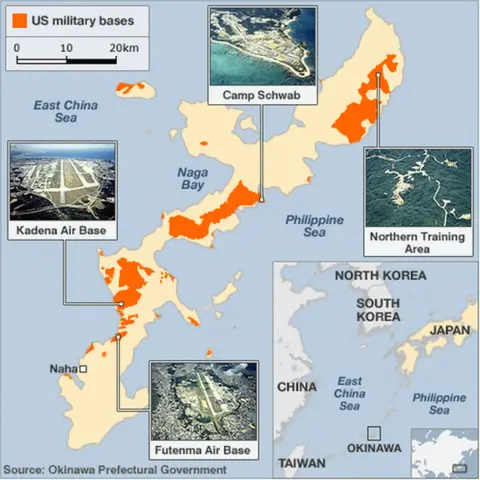 US military bases
0 10 20km
East China
Sea
Camp Schwab
Naga
Bay
Kadena Air Base
Philippine
Sea
Northern Training
Area
Naha
Futenma Air Base
NORTH KOREA
SOUTH
KOREA
JAPAN
CHINA
East
China
Sea
Philippine
Sea
OKINAWA
TAIWAN
Source: Okinawa Prefectural Government